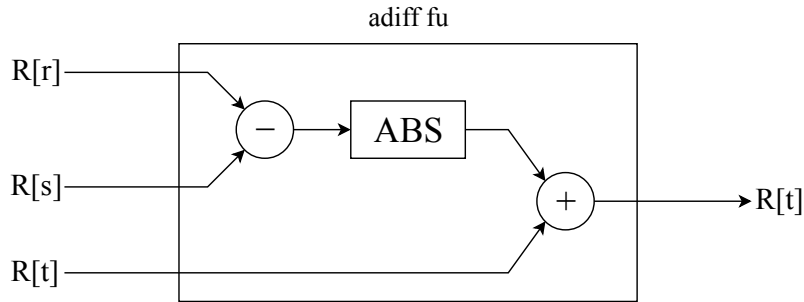 adiff fu
R[r]
−
ABS
R[s]
+
R[t]
R[t]